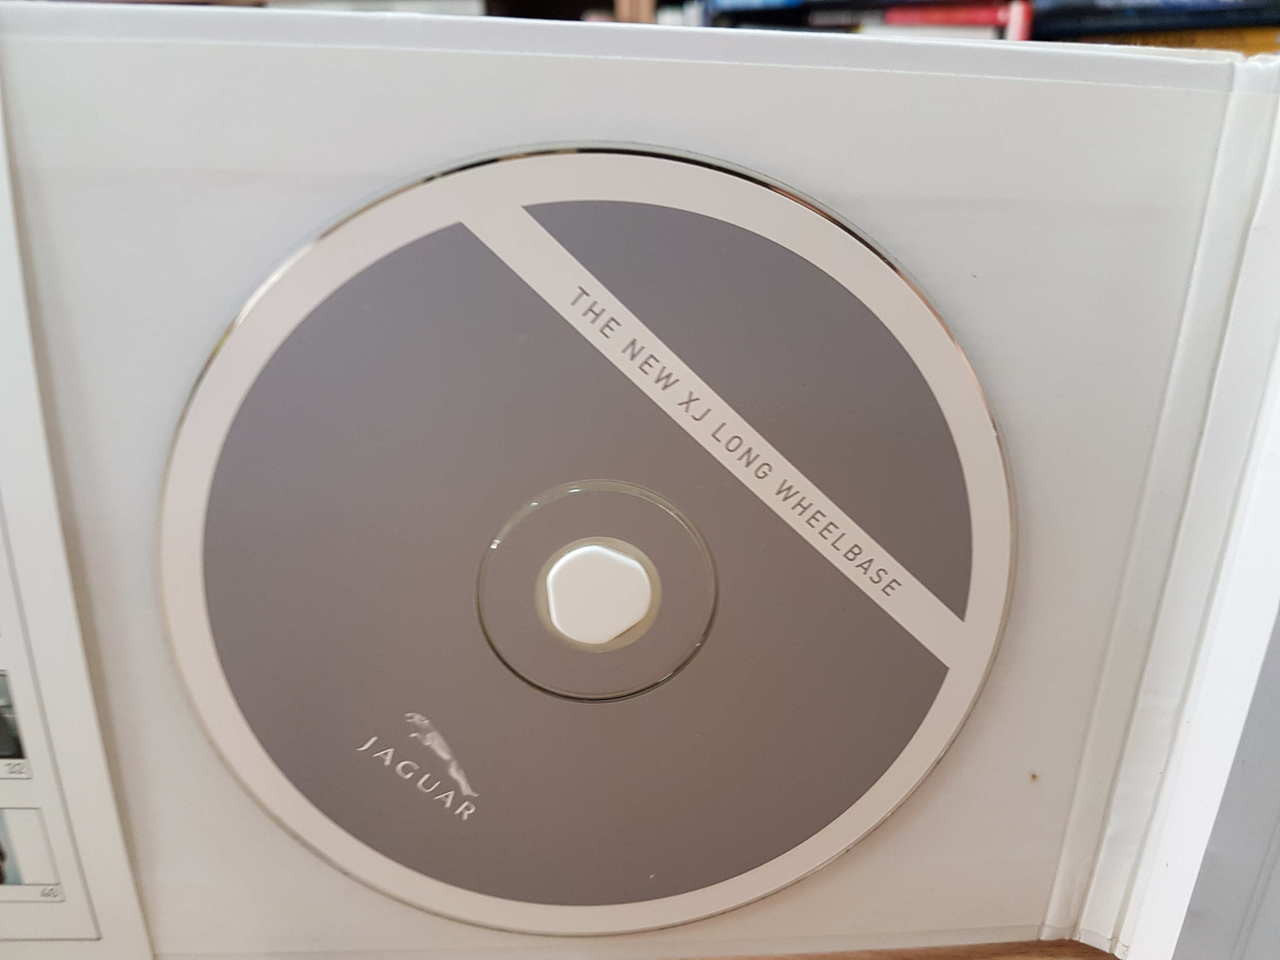 THE NEW XJ LONG WHEELBASE
JAGUAR